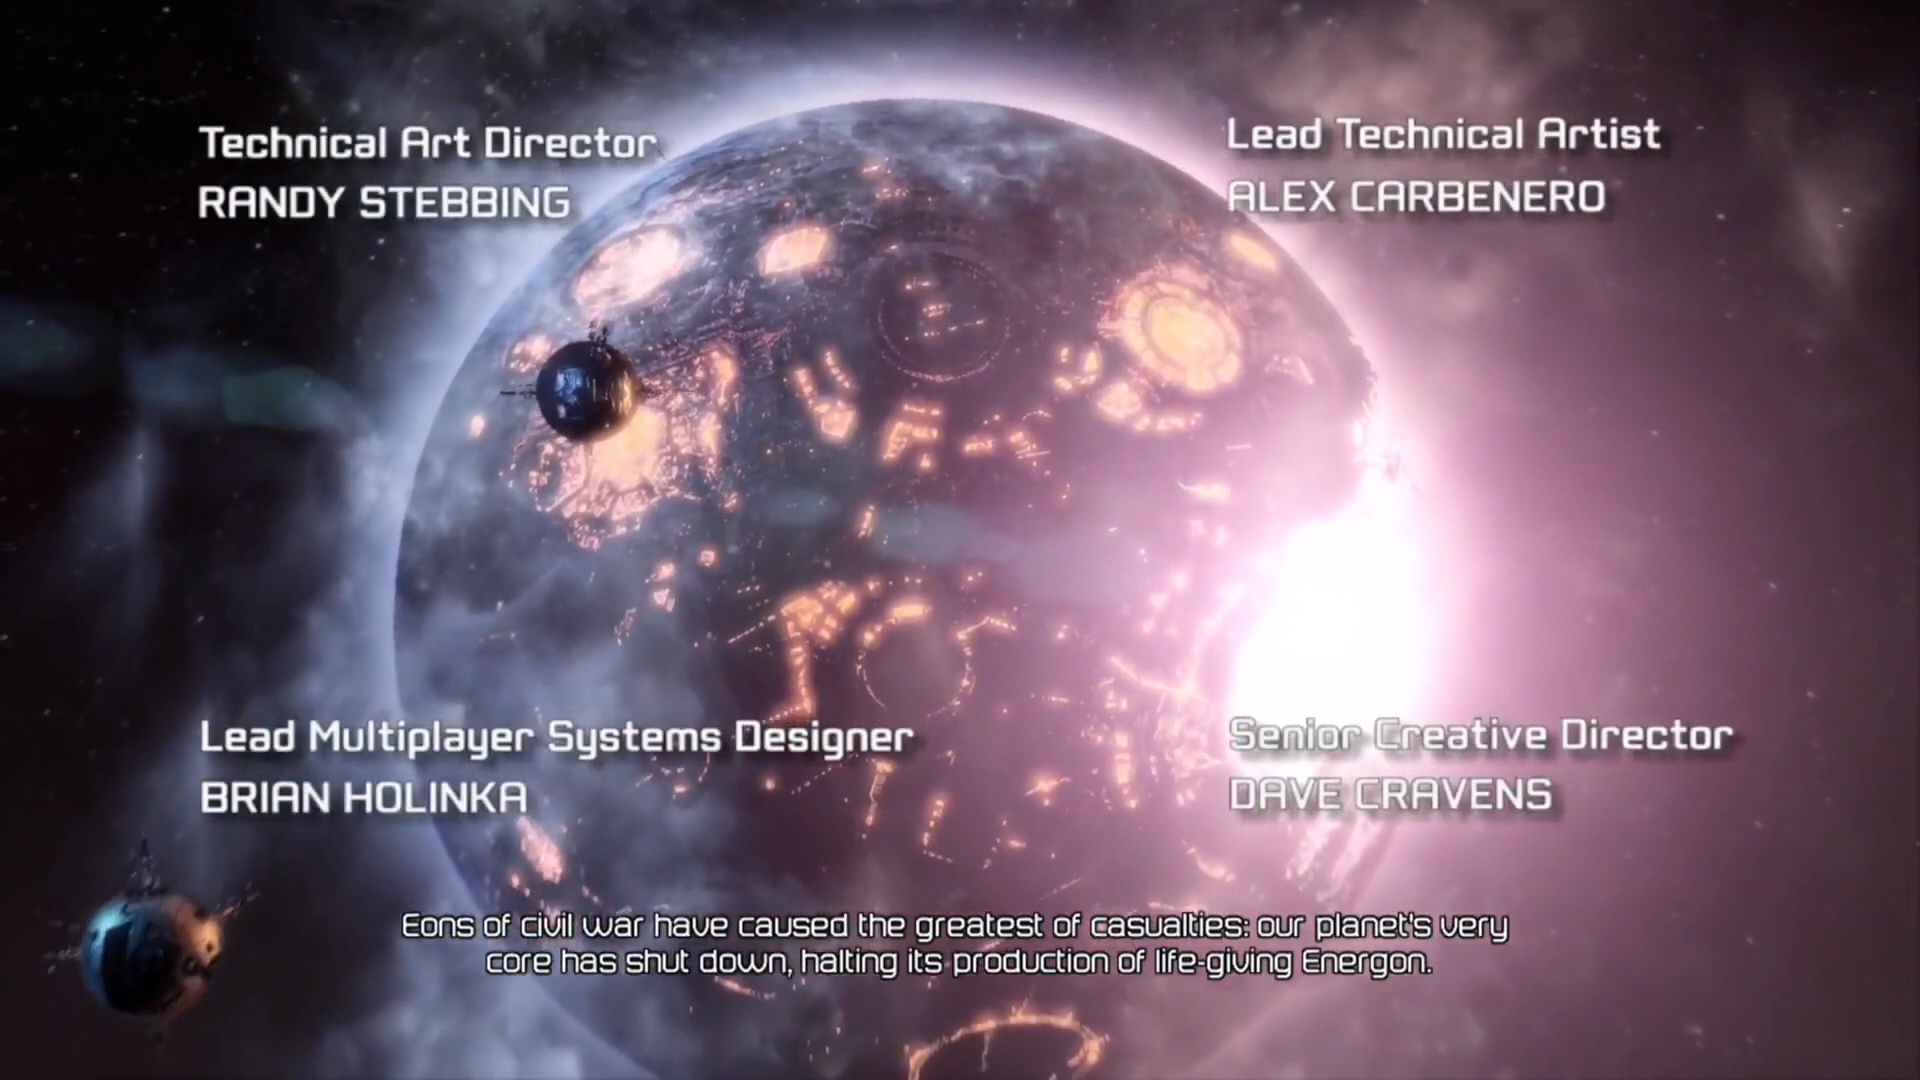 Technical Art Director
RANDY STEBBING
Lead Technical Artist
ALEX CARBENERO
Lead Multiplayer Systems Designer
BRIAN HOLINKA
Senior Creative Director
DAVE CRAVENS
Eons of civil war have caused the greatest of casualties: our planet's very
core has shut down, halting its production of life-giving Energon.